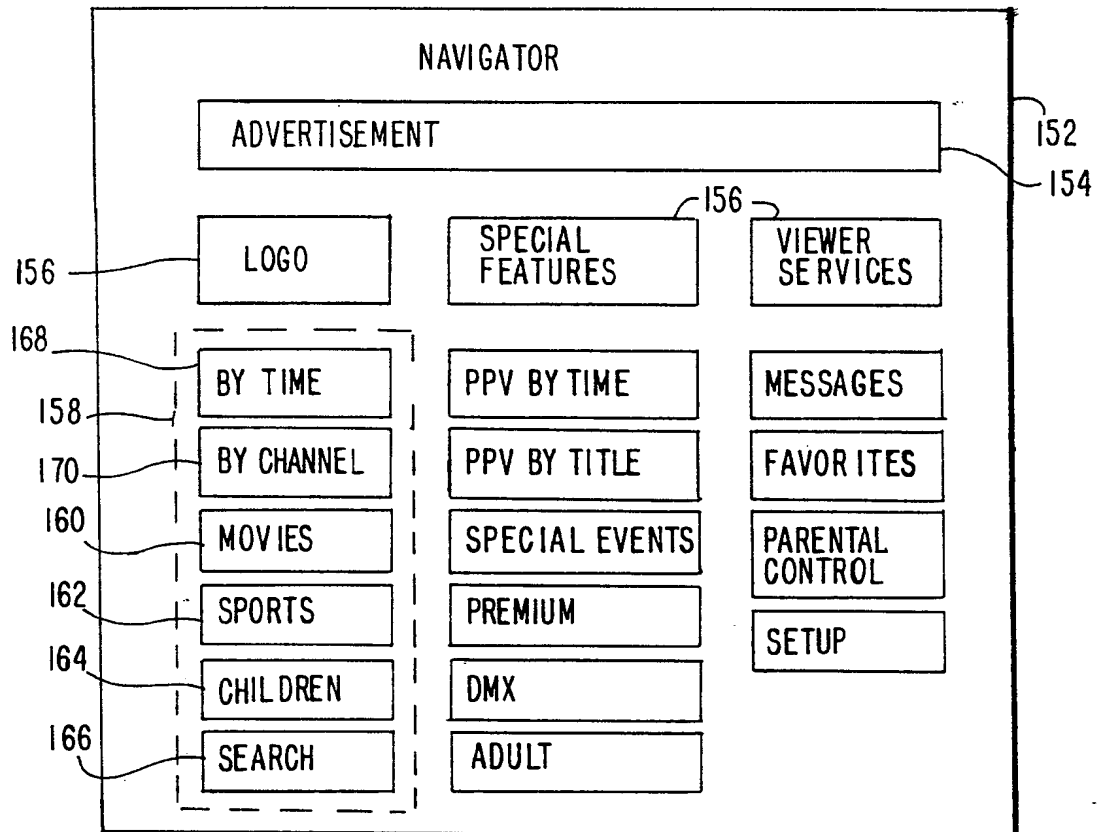 NAVIGATOR
ADVERTISEMENT
152
154
156
156
LOGO
SPECIAL
FEATURES
VIEWER
SERVICES
168
158
170
160
162
164
166
BY TIME
BY CHANNEL
MOVIES
SPORTS
CHILDREN
SEARCH
PPV BY TIME
PPV BY TITLE
SPECIAL EVENTS
PREMIUM
DMX
ADULT
MESSAGES
FAVORITES
PARENTAL
CONTROL
SETUP